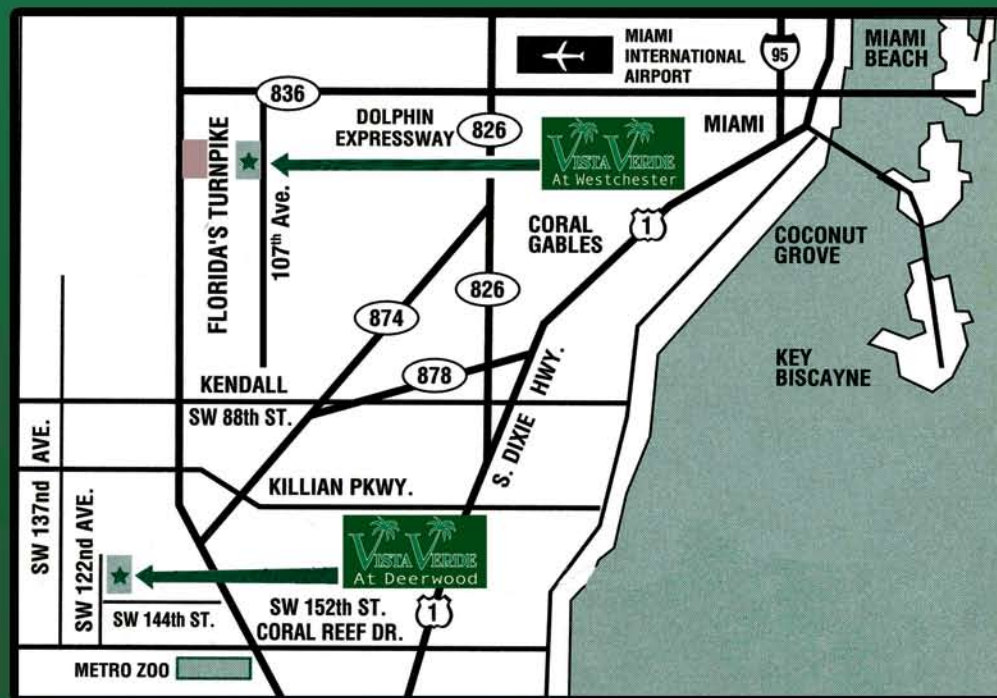 MIAMI
INTERNATIONAL
AIRPORT
95
MIAMI
BEACH
836
DOLPHIN
EXPRESSWAY
826
MIAMI
VISTA VERDE
At Westchester
FLORIDA'S TURNPIKE
107th Ave.
CORAL
GABLES
1
COCONUT
GROVE
826
874
878
KEY
BISCAYNE
KENDALL
SW 88th ST.
S. DIXIE HWY.
SW 137nd AVE.
KILLIAN PKWY.
SW 122nd AVE.
VISTA VERDE
At Deerwood
SW 144th ST.
SW 152th ST.
CORAL REEF DR.
1
METRO ZOO